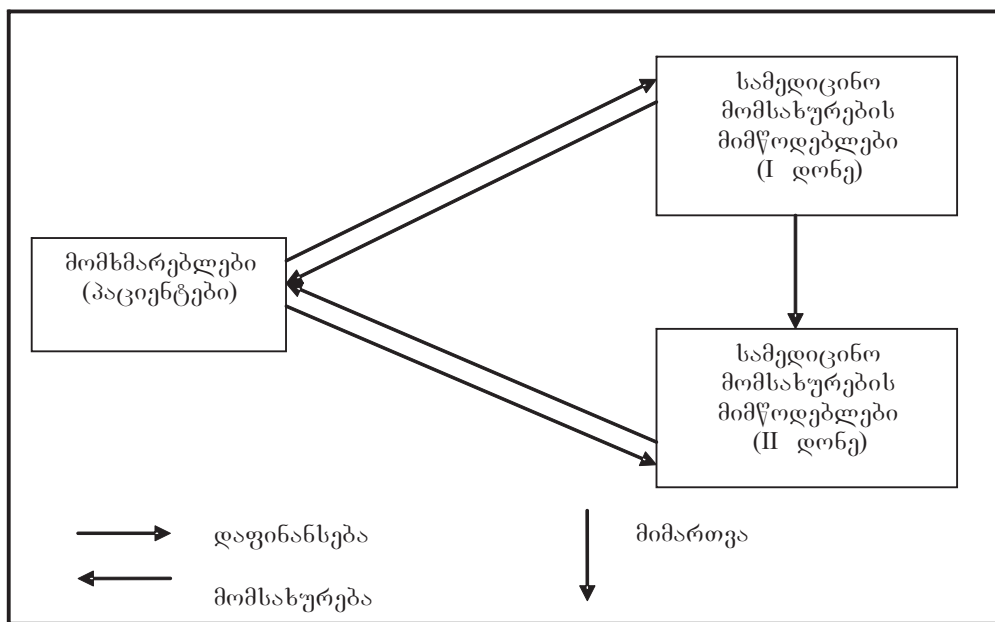 სამედიცინო
მომსახურების
მიმწოდებლები
(I დონე)
მომხმარებლები
(პაციენტები)
სამედიცინო
მომსახურების
მიმწოდებლები
(II დონე)
დაფინანსება
მიმართვა
მომსახურება